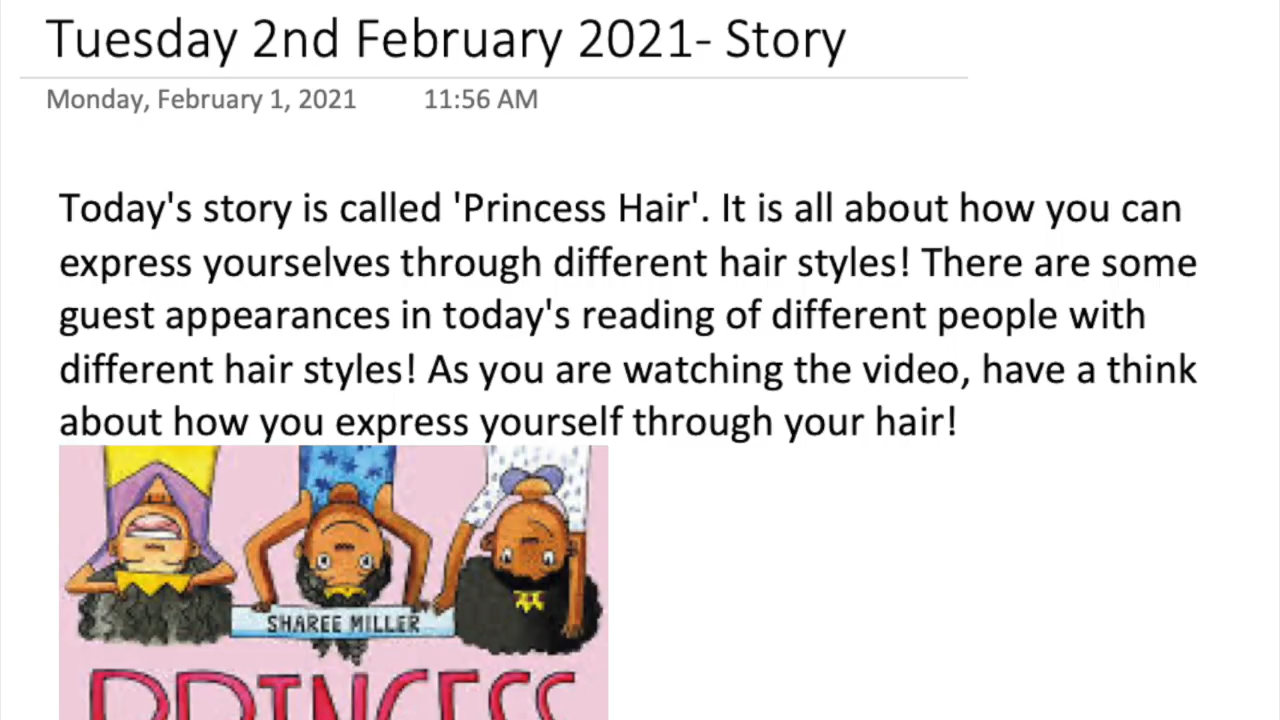 Tuesday 2nd February 2021- Story
Monday, February 1, 2021 11:56 AM
Today's story is called 'Princess Hair'. It is all about how you can
express yourselves through different hair styles! There are some
guest appearances in today's reading of different people with
different hair styles! As you are watching the video, have a think
about how you express yourself through your hair!
SHAREE MILLER
PRINCESS